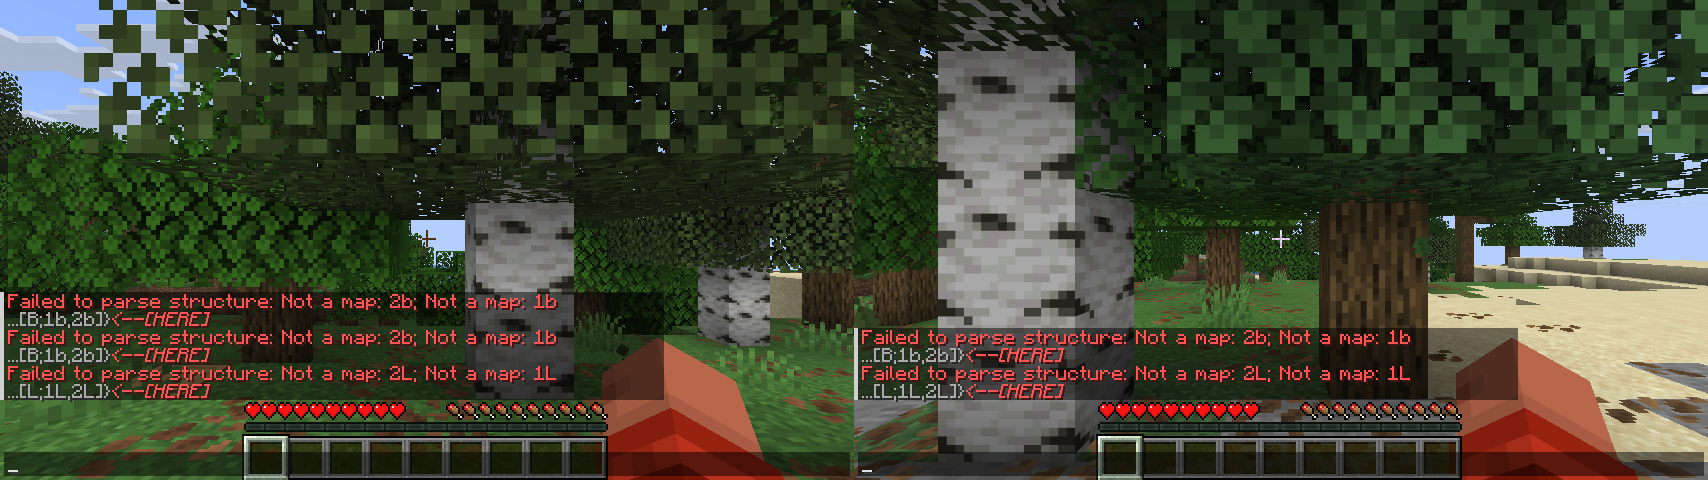 Failed to parse structure: Not a map: 2b; Not a map: 1b
...[B;1b,2b]}<--[HERE]
Failed to parse structure: Not a map: 2b; Not a map: 1b
...[B;1b,2b]}<--[HERE]
Failed to parse structure: Not a map: 2L; Not a map: 1L
...[L;1L,2L]}<--[HERE]
_
Failed to parse structure: Not a map: 2b; Not a map: 1b
...[B;1b,2b]}<--[HERE]
Failed to parse structure: Not a map: 2L; Not a map: 1L
...[L;1L,2L]}<--[HERE]
_